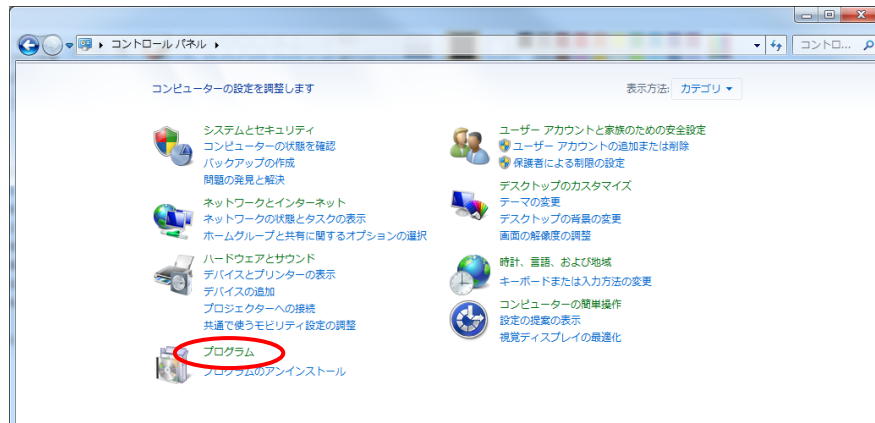 コントロール パネル
コントロ...
コンピューターの設定を調整します
表示方法: カテゴリ
システムとセキュリティ
コンピューターの状態を確認
バックアップの作成
問題の発見と解決
ネットワークとインターネット
ネットワークの状態とタスクの表示
ホームグループと共有に関するオプションの選択
ハードウェアとサウンド
デバイスとプリンターの表示
デバイスの追加
プロジェクターへの接続
共通で使うモビリティ設定の調整
プログラム
プログラムのアンインストール
ユーザー アカウントと家族のための安全設定
ユーザー アカウントの追加または削除
保護者による制限の設定
デスクトップのカスタマイズ
テーマの変更
デスクトップの背景の変更
画面の解像度の調整
時計、言語、および地域
キーボードまたは入力方法の変更
コンピューターの簡単操作
設定の提案の表示
視覚ディスプレイの最適化